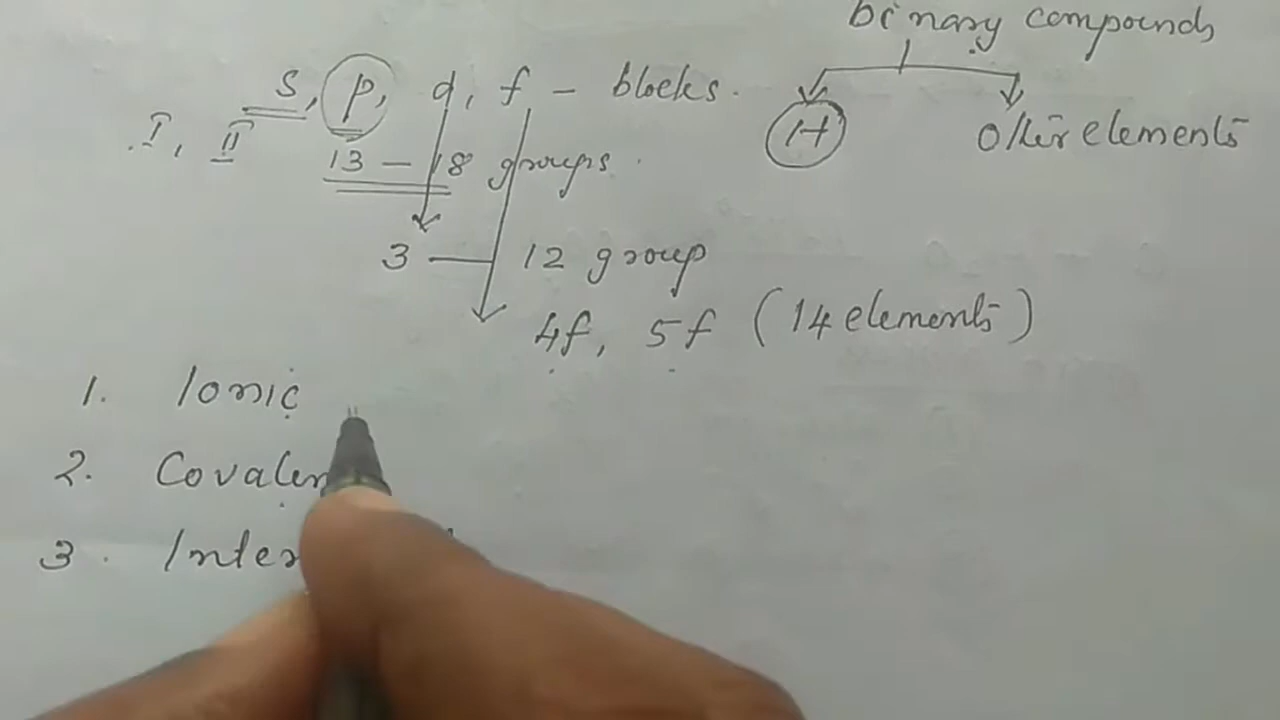 binary compounds
S, p, d, f - blocks.
H
other elements
I, II
13 - 18 groups.
3 — 12 group
4f, 5f (14 elements)
1. Ionic
2. Covalen
3. Inter